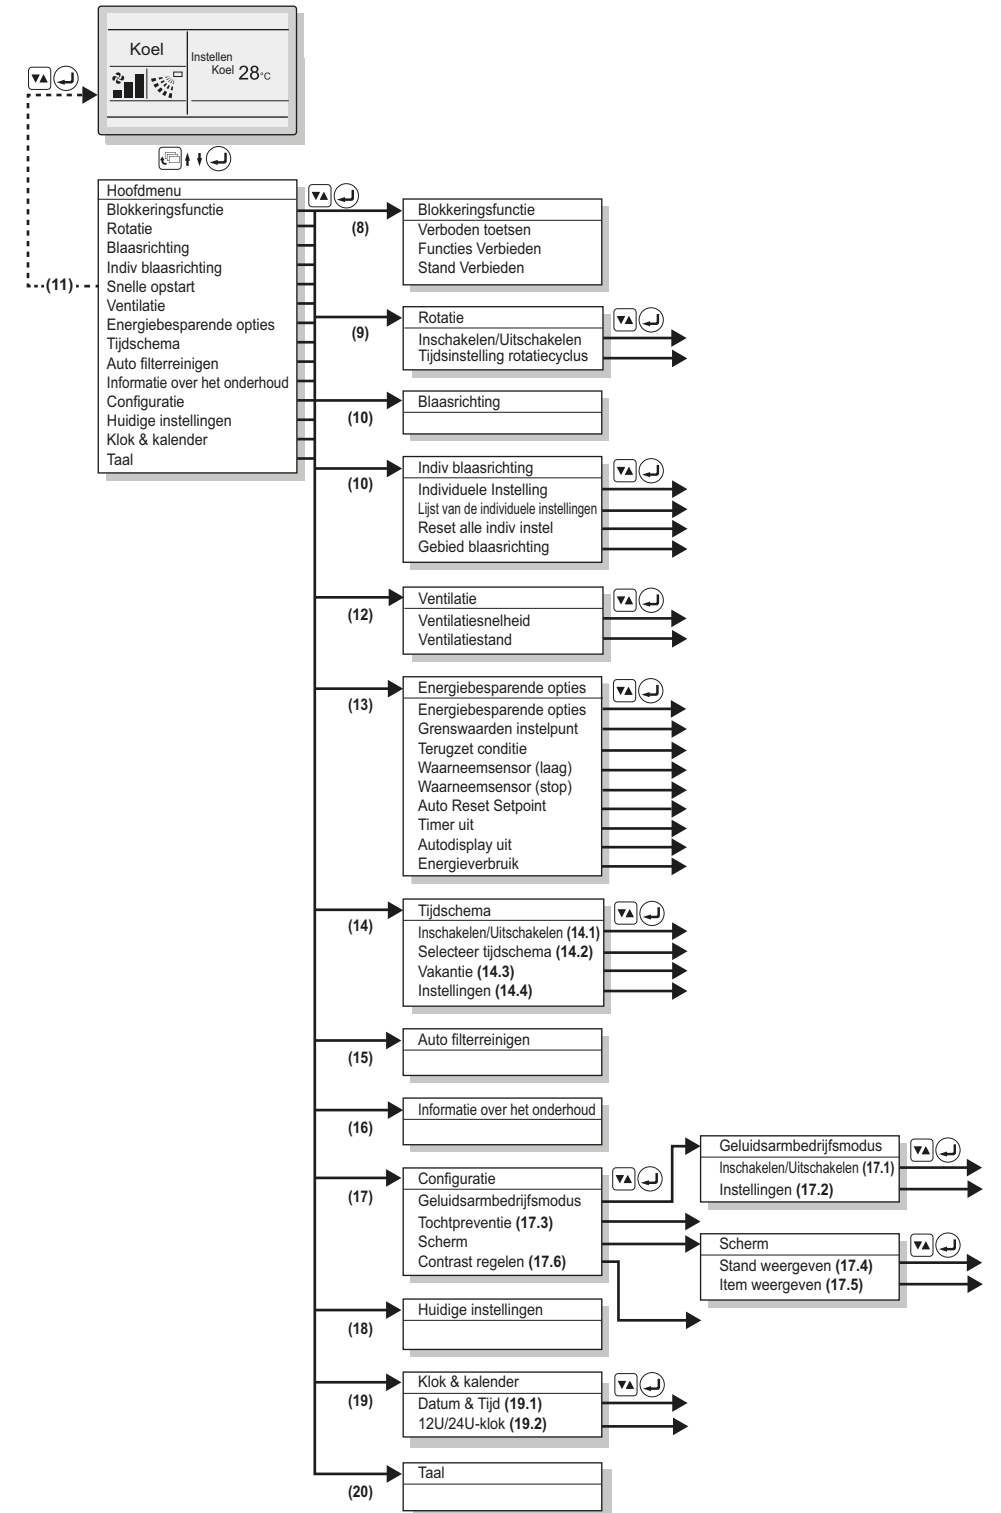 Koel
Instellen
Koel 28°C
Hoofdmenu
Blokkeringsfunctie
Rotatie
Blaasrichting
Indiv blaasrichting
(11) Snelle opstart
Ventilatie
Energiebesparende opties
Tijdschema
Auto filterreinigen
Informatie over het onderhoud
Configuratie
Huidige instellingen
Klok & kalender
Taal
(8)
Blokkeringsfunctie
Verboden toetsen
Functies Verbieden
Stand Verbieden
(9)
Rotatie
Inschakelen/Uitschakelen
Tijdsinstelling rotatiecyclus
(10)
Blaasrichting
(10)
Indiv blaasrichting
Individuele Instelling
Lijst van de individuele instellingen
Reset alle indiv instel
Gebied blaasrichting
(12)
Ventilatie
Ventilatiesnelheid
Ventilatiestand
(13)
Energiebesparende opties
Energiebesparende opties
Grenswaarden instelpunt
Terugzet conditie
Waarneemsensor (laag)
Waarneemsensor (stop)
Auto Reset Setpoint
Timer uit
Autodisplay uit
Energieverbruik
(14)
Tijdschema
Inschakelen/Uitschakelen (14.1)
Selecteer tijdschema (14.2)
Vakantie (14.3)
Instellingen (14.4)
(15)
Auto filterreinigen
(16)
Informatie over het onderhoud
(17)
Configuratie
Geluidsarmbedrijfsmodus
Tochtpreventie (17.3)
Scherm
Contrast regelen (17.6)
Geluidsarmbedrijfsmodus
Inschakelen/Uitschakelen (17.1)
Instellingen (17.2)
Scherm
Stand weergeven (17.4)
Item weergeven (17.5)
(18)
Huidige instellingen
(19)
Klok & kalender
Datum & Tijd (19.1)
12U/24U-klok (19.2)
(20)
Taal